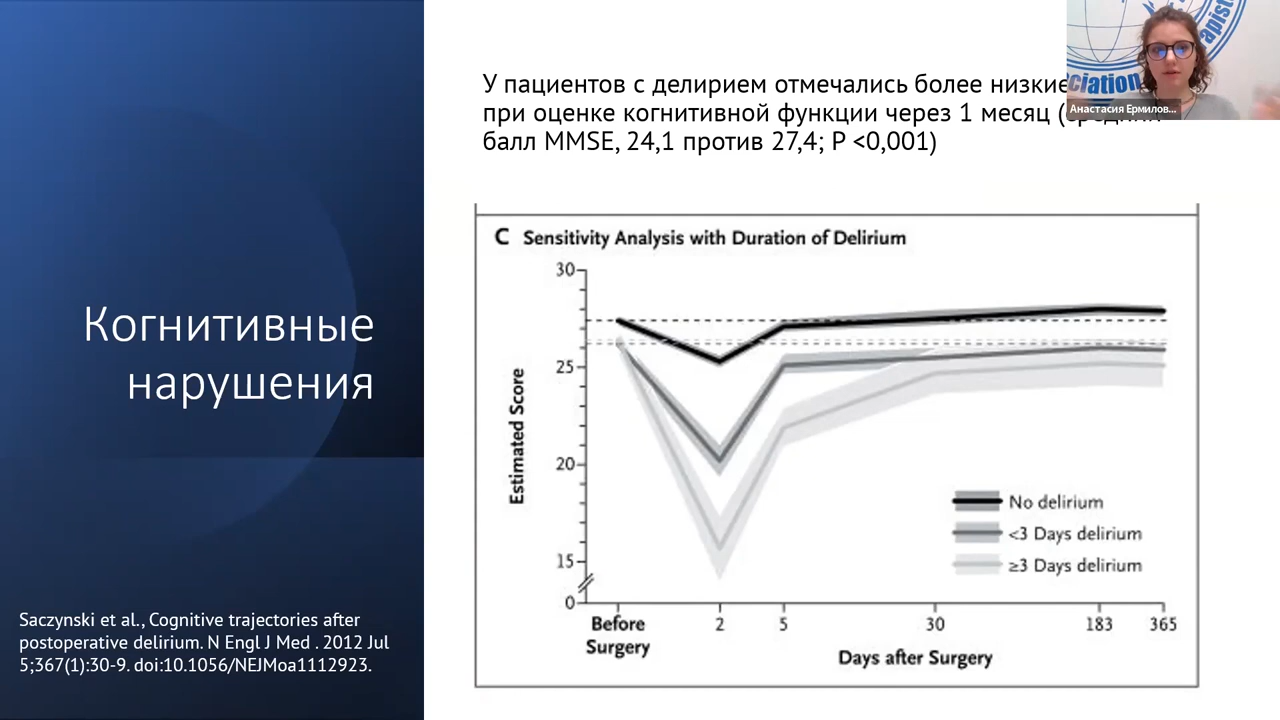 У пациентов с делирием отмечались более низкие
при оценке когнитивной функции через 1 месяц (средний
балл MMSE, 24,1 против 27,4; P <0,001)
ciation
apist
Анастасия Ермилов...
Когнитивные
нарушения
C Sensitivity Analysis with Duration of Delirium
Estimated Score
30
25
20
15
0
No delirium
<3 Days delirium
≥3 Days delirium
Before
Surgery
2
5
30
183
365
Days after Surgery
Saczynski et al., Cognitive trajectories after
postoperative delirium. N Engl J Med . 2012 Jul
5;367(1):30-9. doi:10.1056/NEJMoa1112923.